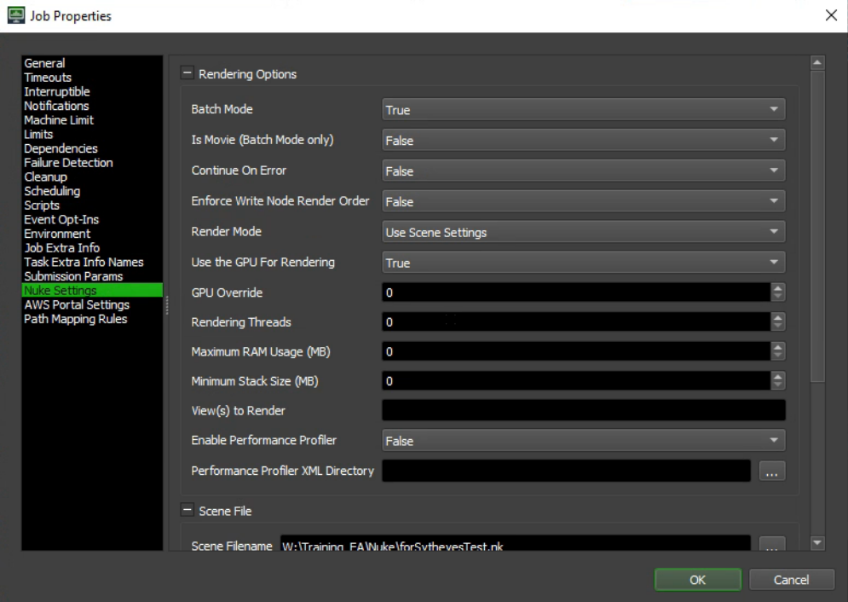 Job Properties
General
Timeouts
Interruptible
Notifications
Machine Limit
Limits
Dependencies
Failure Detection
Cleanup
Scheduling
Scripts
Event Opt-Ins
Environment
Job Extra Info
Task Extra Info Names
Submission Params
Nuke Settings
AWS Portal Settings
Path Mapping Rules
Rendering Options
Batch Mode True
Is Movie (Batch Mode only) False
Continue On Error False
Enforce Write Node Render Order False
Render Mode Use Scene Settings
Use the GPU For Rendering True
GPU Override 0
Rendering Threads 0
Maximum RAM Usage (MB) 0
Minimum Stack Size (MB) 0
View(s) to Render
Enable Performance Profiler False
Performance Profiler XML Directory ...
Scene File
Scene Filename W:\Training_FA\Nuke\forSytheyesTest.nk ...
OK Cancel